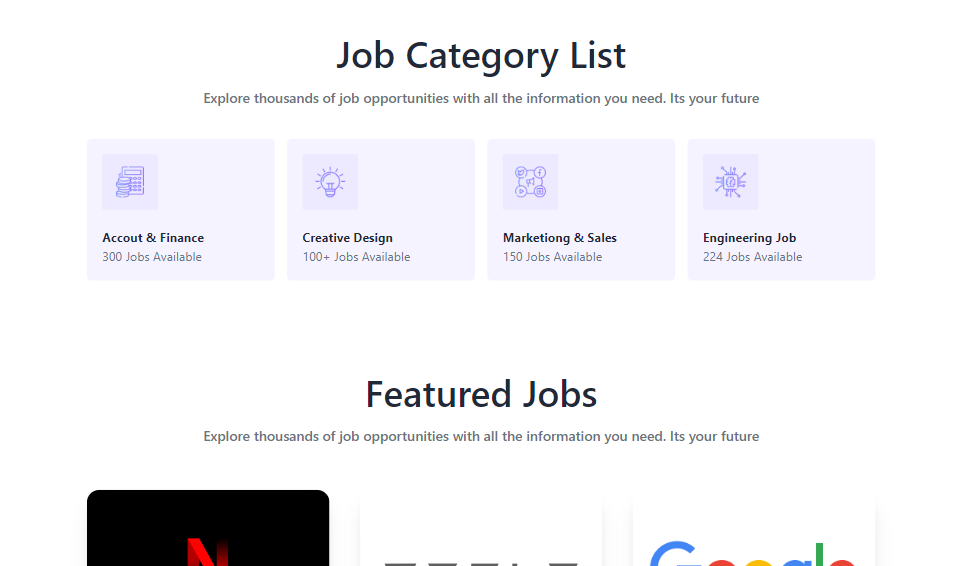 Job Category List
Explore thousands of job opportunities with all the information you need. Its your future
Accout & Finance
300 Jobs Available
Creative Design
100+ Jobs Available
Marketiong & Sales
150 Jobs Available
Engineering Job
224 Jobs Available
Featured Jobs
Explore thousands of job opportunities with all the information you need. Its your future
N
Google